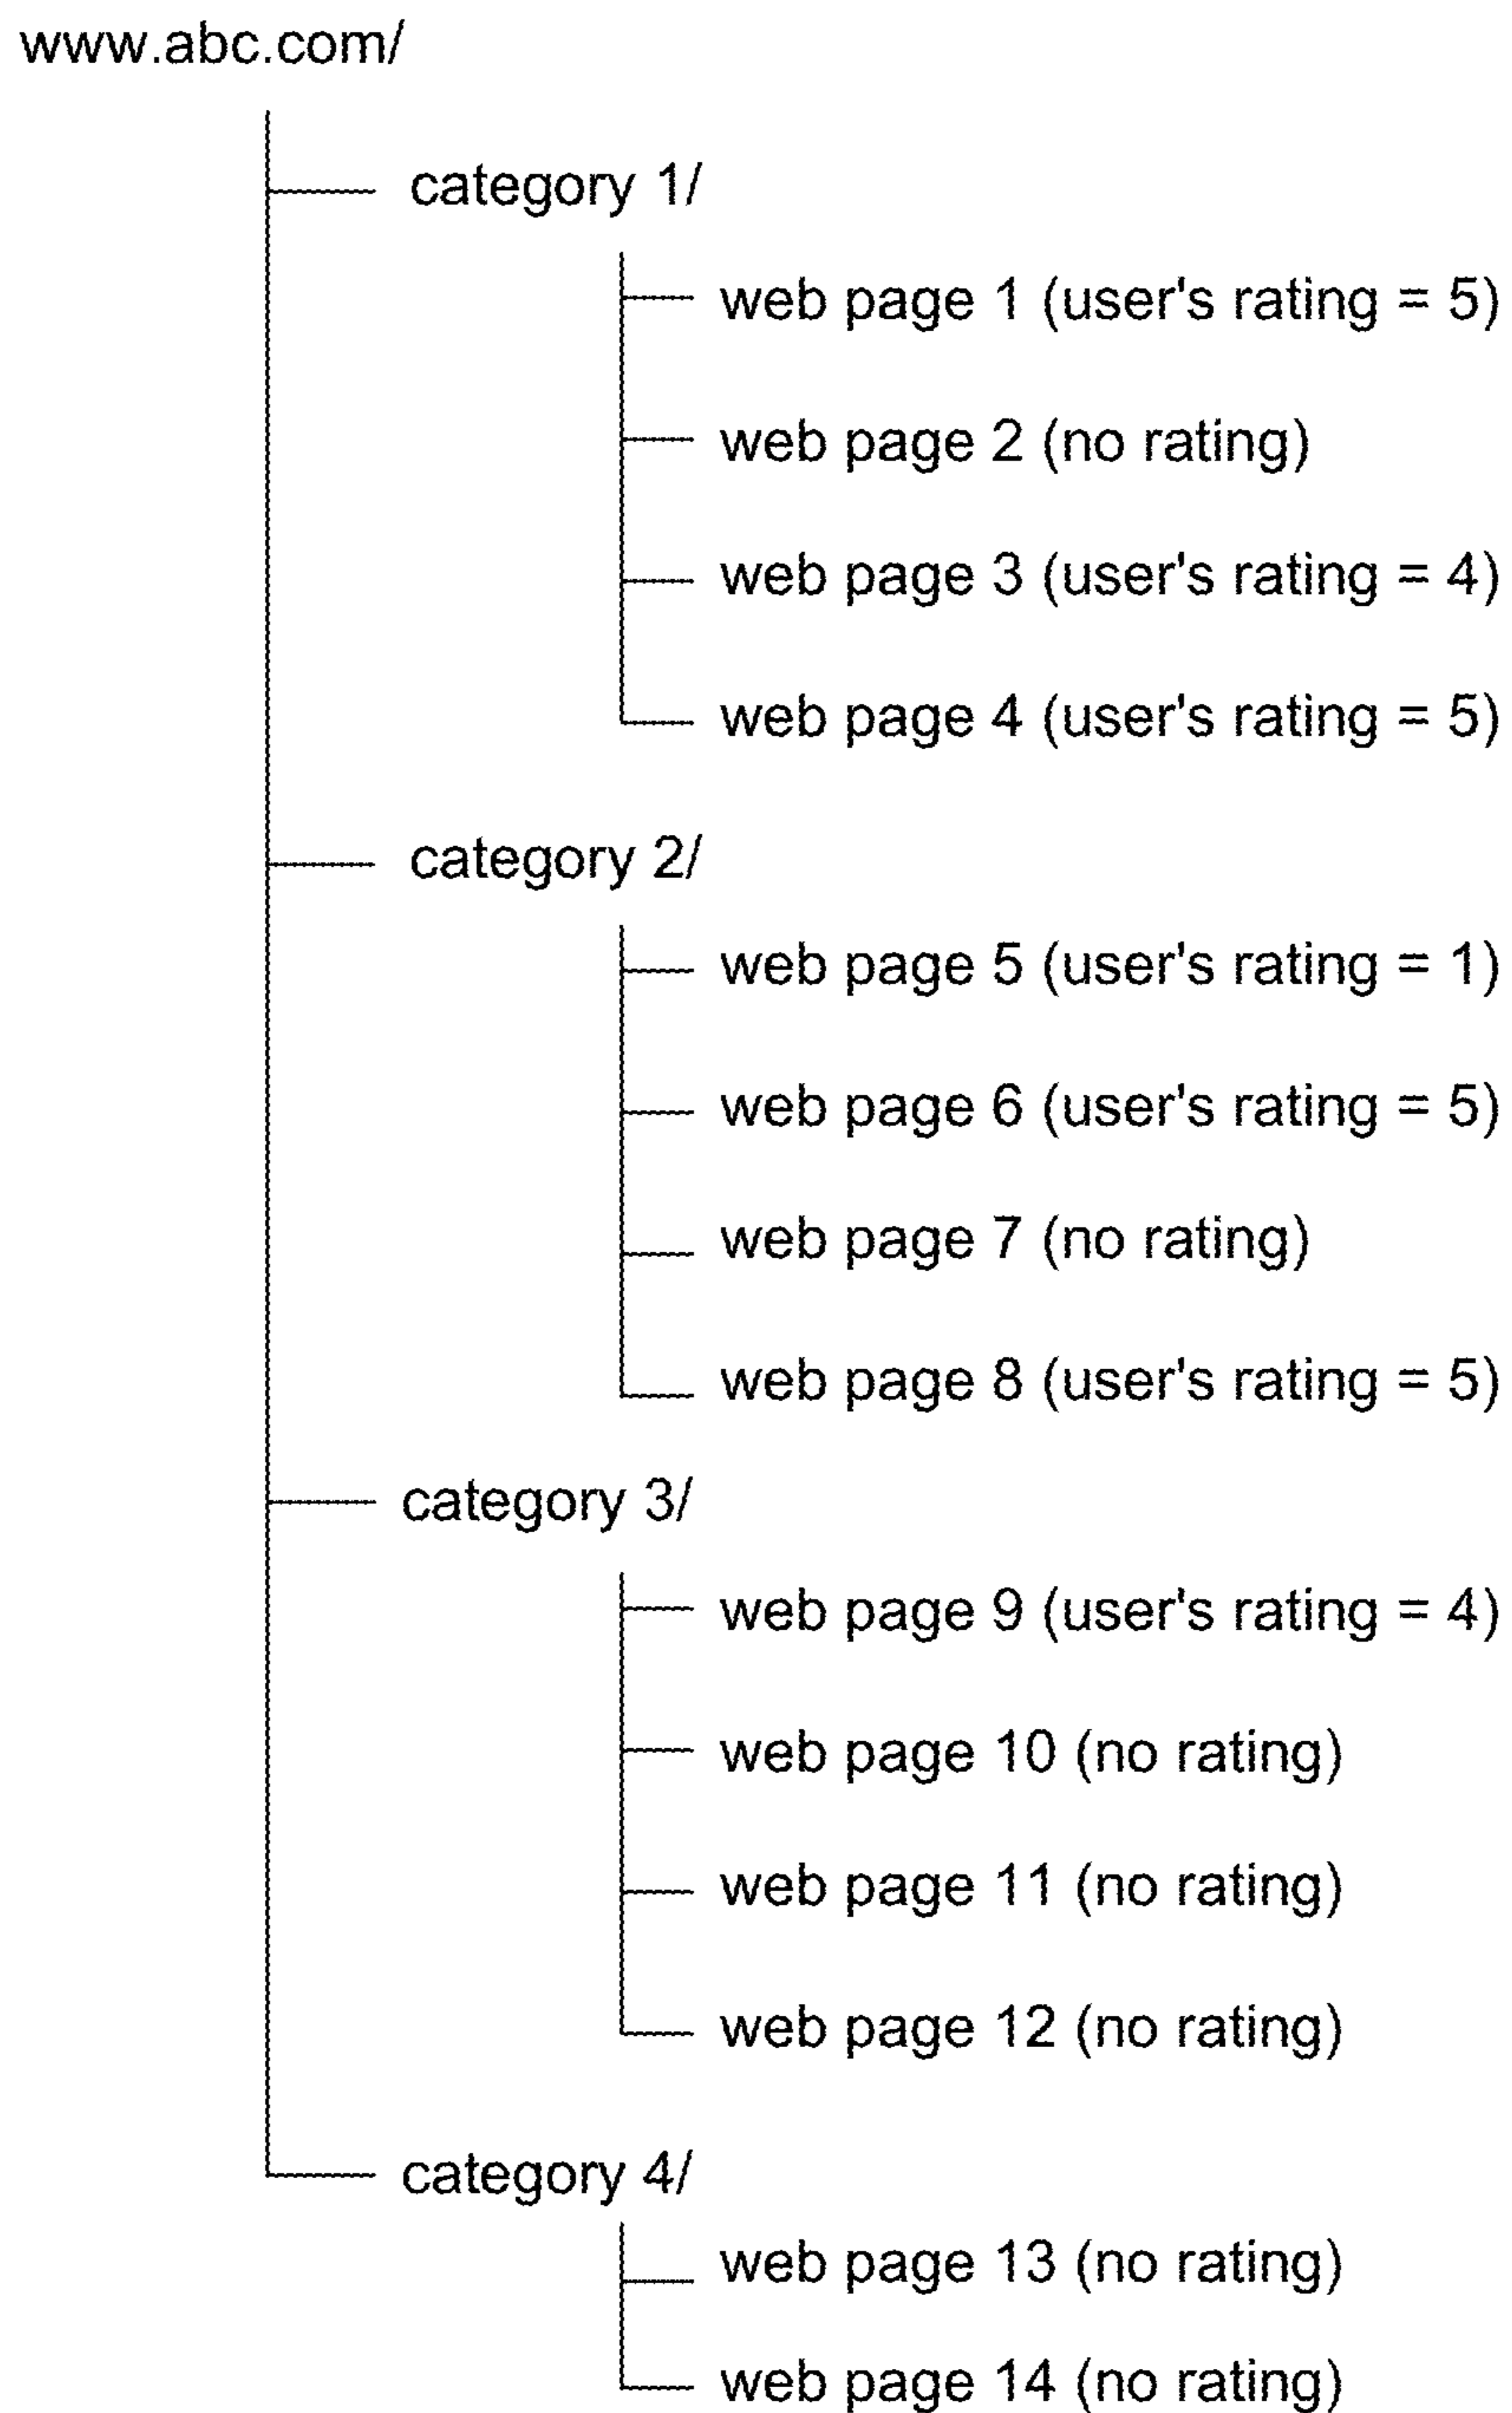 www.abc.com/
category 1/
web page 1 (user's rating = 5)
web page 2 (no rating)
web page 3 (user's rating = 4)
web page 4 (user's rating = 5)
category 2/
web page 5 (user's rating = 1)
web page 6 (user's rating = 5)
web page 7 (no rating)
web page 8 (user's rating = 5)
category 3/
web page 9 (user's rating = 4)
web page 10 (no rating)
web page 11 (no rating)
web page 12 (no rating)
category 4/
web page 13 (no rating)
web page 14 (no rating)